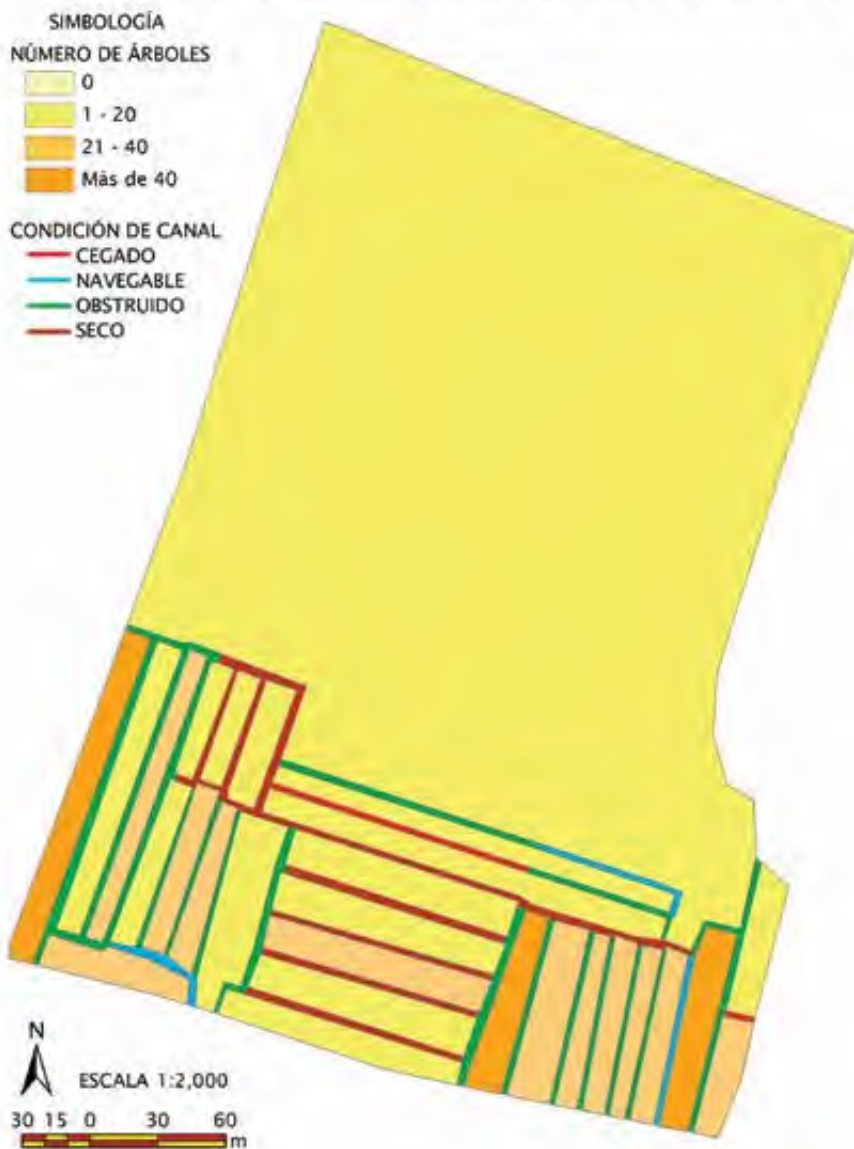 SIMBOLOGÍA
NÚMERO DE ÁRBOLES
0
1 - 20
21 - 40
Más de 40
CONDICIÓN DE CANAL
CEGADO
NAVEGABLE
OBSTRUIDO
SECO
N
ESCALA 1:2,000
30 15 0 30 60
m